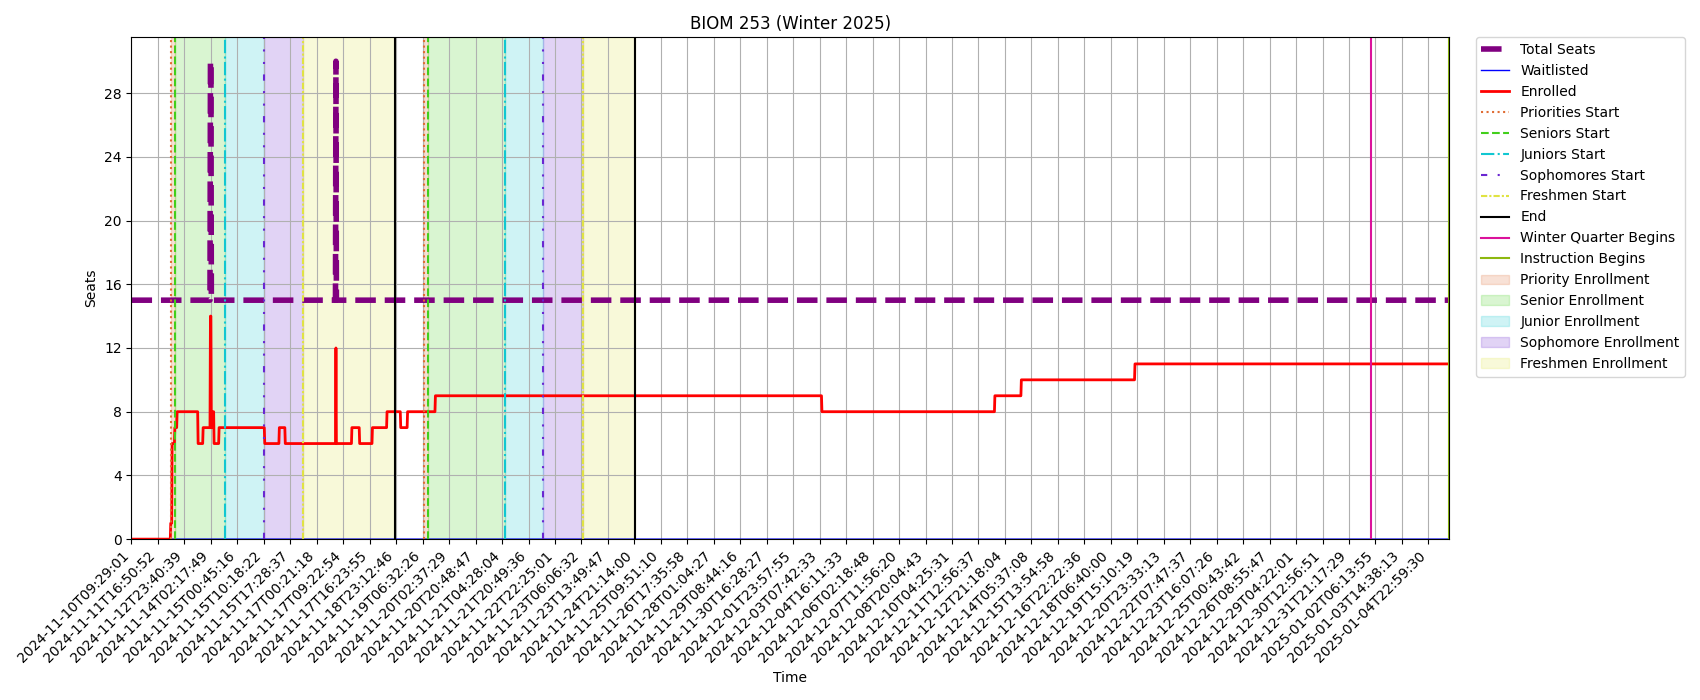 BIOM 253 (Winter 2025)
Seats
28
24
20
16
12
8
4
0
2024-11-10T09:29:01
2024-11-11T16:50:52
2024-11-12T23:40:39
2024-11-14T02:17:49
2024-11-15T00:45:16
2024-11-15T10:18:22
2024-11-15T17:28:37
2024-11-17T00:21:18
2024-11-17T09:22:54
2024-11-17T16:23:55
2024-11-18T23:12:46
2024-11-19T06:32:26
2024-11-20T02:37:29
2024-11-20T20:48:47
2024-11-21T04:28:04
2024-11-21T20:49:36
2024-11-22T22:25:01
2024-11-23T06:06:32
2024-11-23T13:49:47
2024-11-24T21:14:00
2024-11-25T09:51:10
2024-11-26T17:35:58
2024-11-28T01:04:27
2024-11-29T08:44:16
2024-11-30T16:28:27
2024-12-01T23:57:55
2024-12-03T07:42:33
2024-12-04T16:11:33
2024-12-06T02:18:48
2024-12-07T11:56:20
2024-12-08T20:04:43
2024-12-10T04:25:31
2024-12-11T12:56:37
2024-12-12T21:18:04
2024-12-14T05:37:08
2024-12-15T13:54:58
2024-12-16T22:22:36
2024-12-18T06:40:00
2024-12-19T15:10:19
2024-12-20T23:33:13
2024-12-22T07:47:37
2024-12-23T16:07:26
2024-12-25T00:43:42
2024-12-26T08:55:47
2024-12-29T04:22:01
2024-12-30T12:56:51
2024-12-31T21:17:29
2025-01-02T06:13:55
2025-01-03T14:38:13
2025-01-04T22:59:30
Time
Total Seats
Waitlisted
Enrolled
Priorities Start
Seniors Start
Juniors Start
Sophomores Start
Freshmen Start
End
Winter Quarter Begins
Instruction Begins
Priority Enrollment
Senior Enrollment
Junior Enrollment
Sophomore Enrollment
Freshmen Enrollment